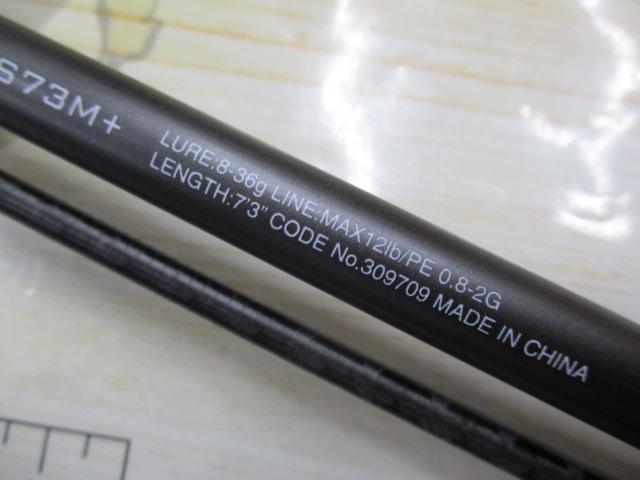 S73M+
LURE:8-36g LINE:MAX12lb/PE 0.8-2G
LENGTH:7'3" CODE No.309709 MADE IN CHINA